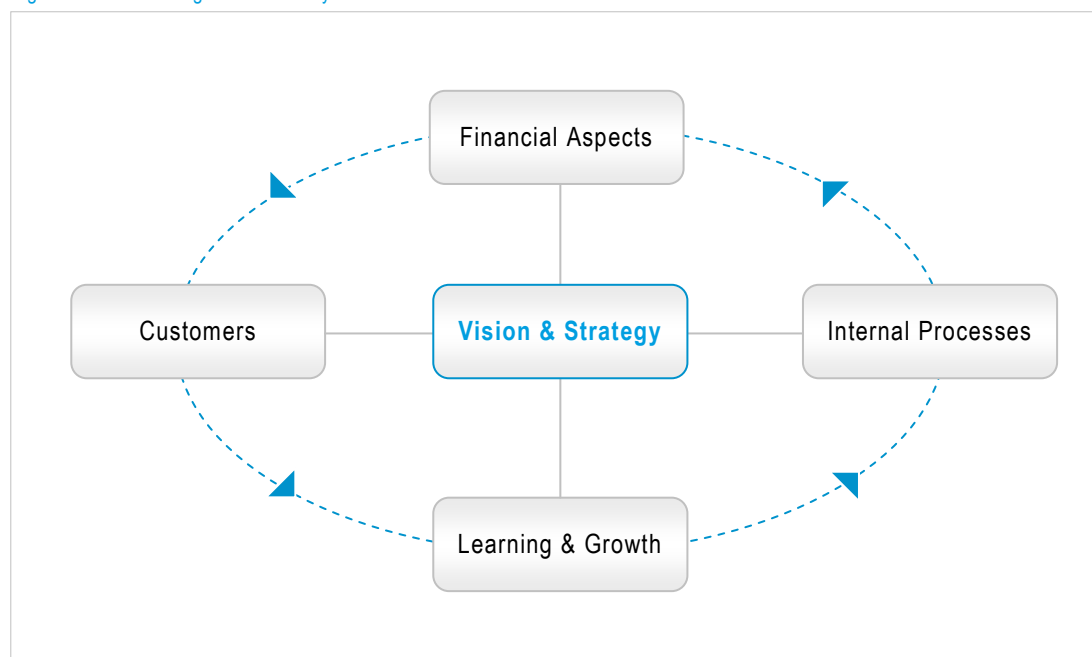 Financial Aspects
Customers
Vision & Strategy
Internal Processes
Learning & Growth